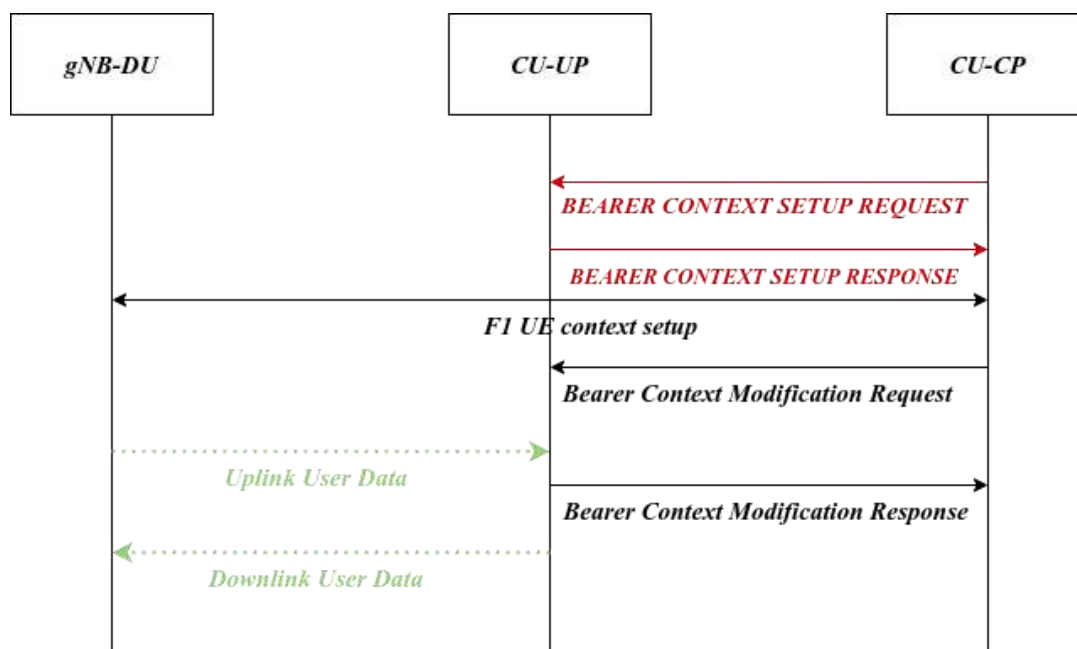 gNB-DU
CU-UP
CU-CP
BEARER CONTEXT SETUP REQUEST
BEARER CONTEXT SETUP RESPONSE
F1 UE context setup
Bearer Context Modification Request
Uplink User Data
Bearer Context Modification Response
Downlink User Data